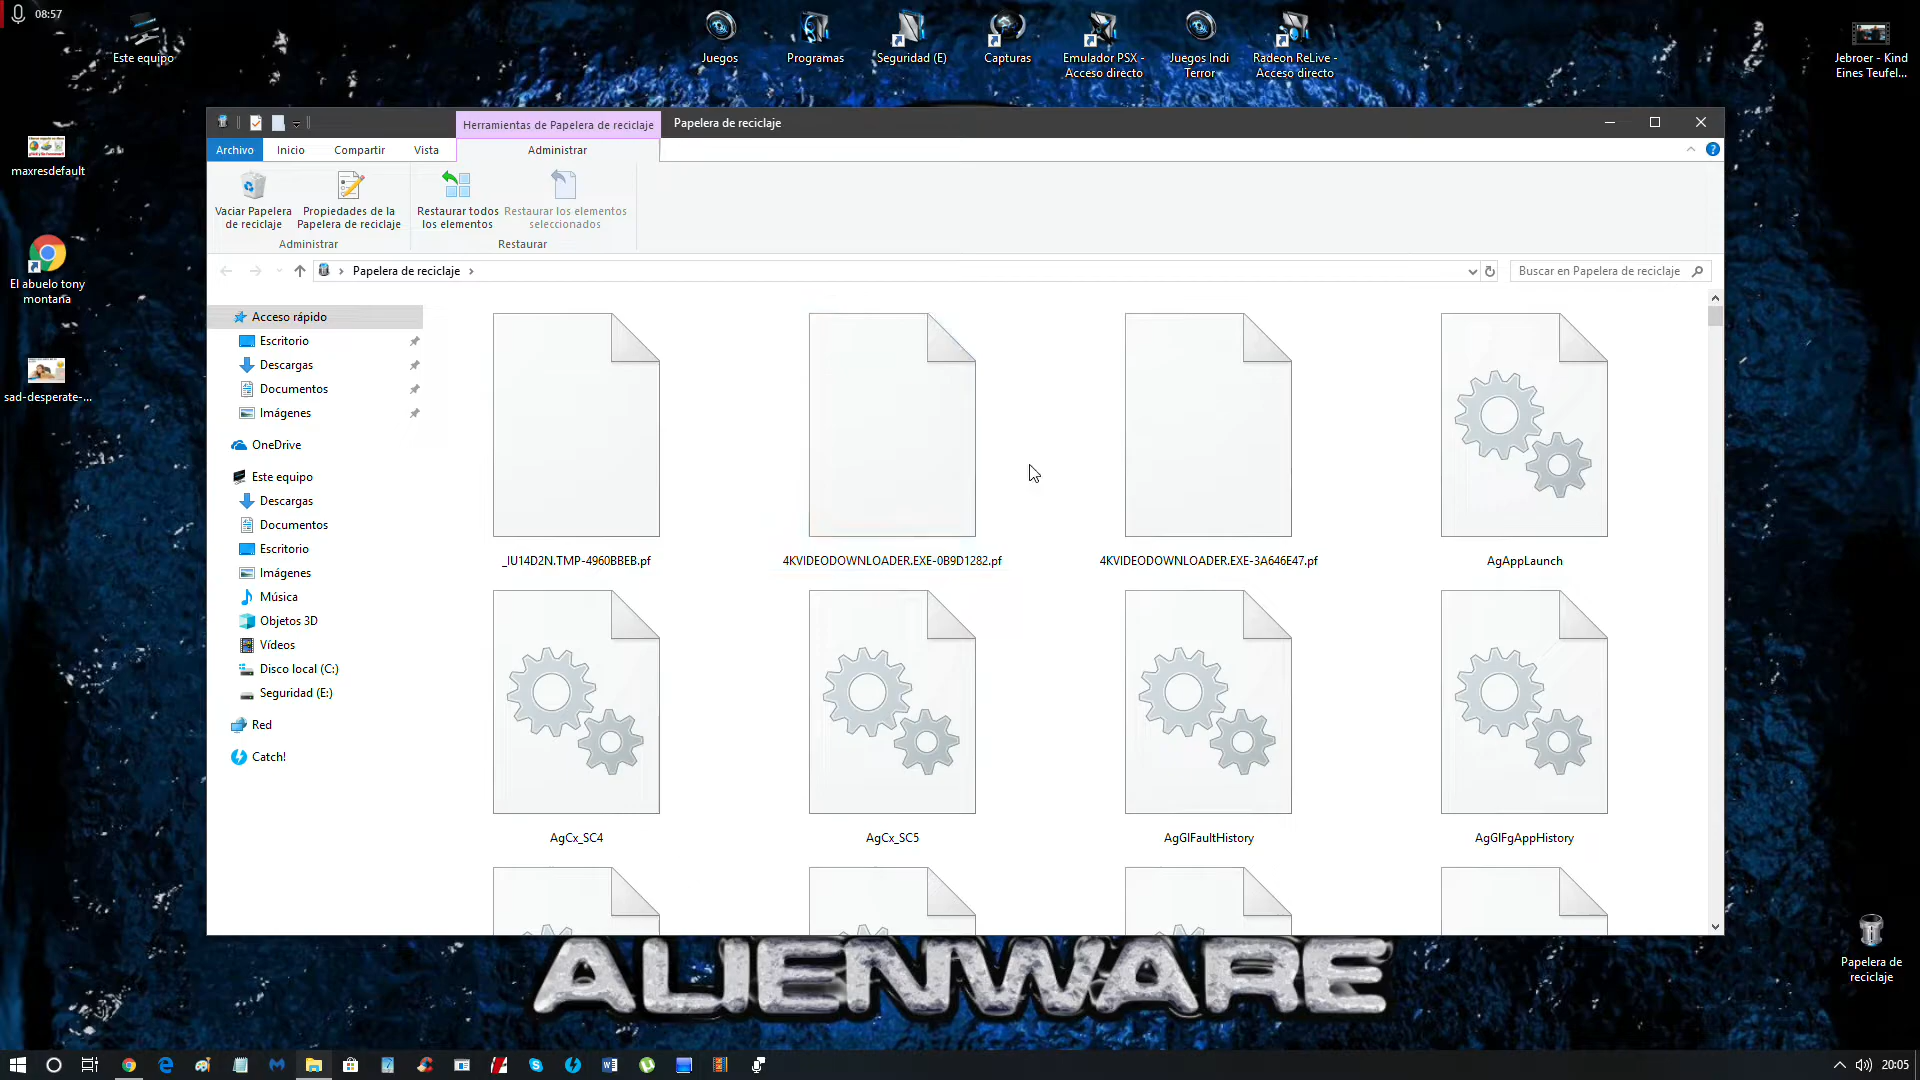 08:57
Este equipo
Juegos
Programas
Seguridad (E)
Capturas
Emulador PSX -
Acceso directo
Juegos Indi
Terror
Radeon ReLive -
Acceso directo
Jebroer - Kind
Eines Teufel...
maxresdefault
El abuelo tony
montana
sad-desperate-...
Herramientas de Papelera de reciclaje
Papelera de reciclaje
Archivo
Inicio
Compartir
Vista
Administrar
Vaciar Papelera
de reciclaje
Propiedades de la
Papelera de reciclaje
Administrar
Restaurar todos
los elementos
Restaurar los elementos
seleccionados
Restaurar
Papelera de reciclaje
Buscar en Papelera de reciclaje
Acceso rápido
Escritorio
Descargas
Documentos
Imágenes
OneDrive
Este equipo
Descargas
Documentos
Escritorio
Imágenes
Música
Objetos 3D
Vídeos
Disco local (C:)
Seguridad (E:)
Red
Catch!
_IU14D2N.TMP-4960BBEB.pf
4KVIDEODOWNLOADER.EXE-0B9D1282.pf
4KVIDEODOWNLOADER.EXE-3A646E47.pf
AgAppLaunch
AgCx_SC4
AgCx_SC5
AgGlFaultHistory
AgGlFgAppHistory
ALIENWARE
Papelera de
reciclaje
20:05